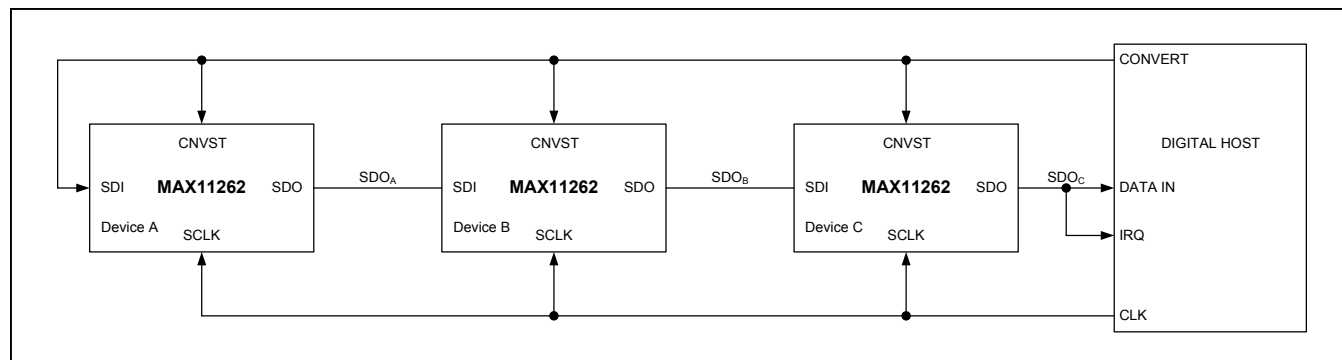 CONVERT
CNVST CNVST CNVST DIGITAL HOST
SDI MAX11262 SDO SDOA SDI MAX11262 SDO SDOB SDI MAX11262 SDO SDOC DATA IN
Device A Device B Device C
SCLK SCLK SCLK IRQ
CLK